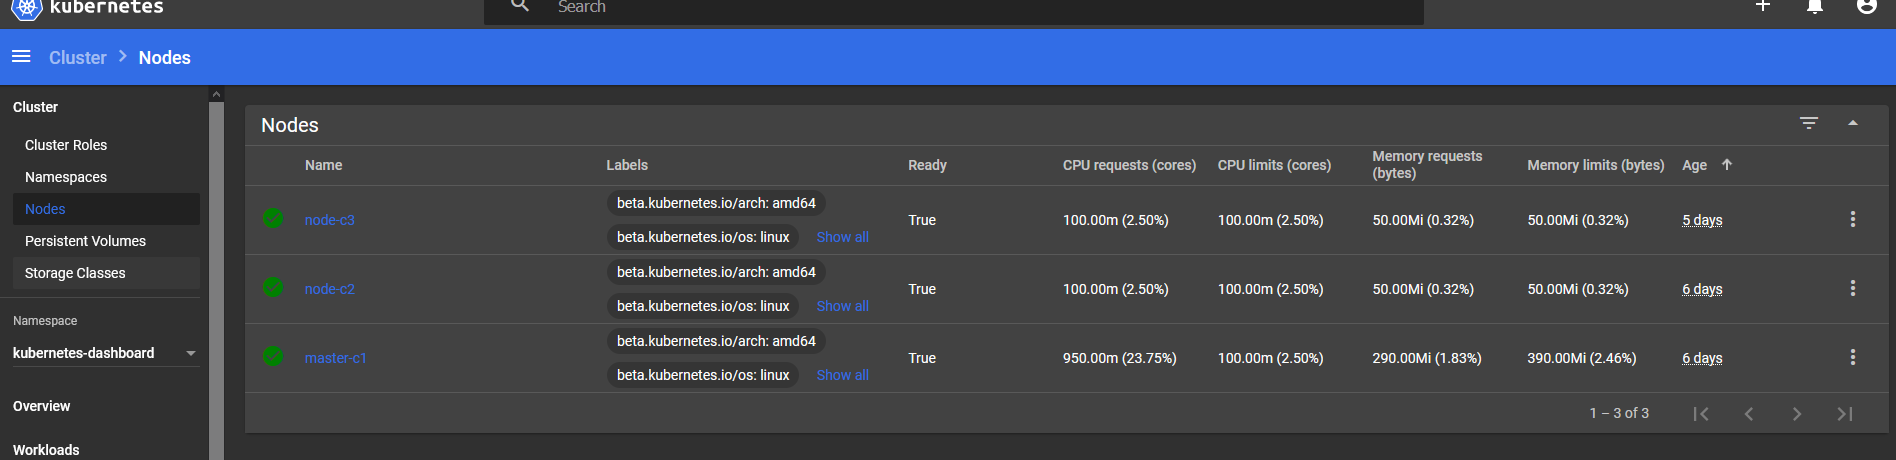 kubernetes
Search
Cluster > Nodes
Cluster
Cluster Roles
Namespaces
Nodes
Persistent Volumes
Storage Classes
Namespace
kubernetes-dashboard
Overview
Workloads
Nodes
Name Labels Ready CPU requests (cores) CPU limits (cores) Memory requests (bytes) Memory limits (bytes) Age
beta.kubernetes.io/arch: amd64
node-c3 True 100.00m (2.50%) 100.00m (2.50%) 50.00Mi (0.32%) 50.00Mi (0.32%) 5 days
beta.kubernetes.io/os: linux Show all
beta.kubernetes.io/arch: amd64
node-c2 True 100.00m (2.50%) 100.00m (2.50%) 50.00Mi (0.32%) 50.00Mi (0.32%) 6 days
beta.kubernetes.io/os: linux Show all
beta.kubernetes.io/arch: amd64
master-c1 True 950.00m (23.75%) 100.00m (2.50%) 290.00Mi (1.83%) 390.00Mi (2.46%) 6 days
beta.kubernetes.io/os: linux Show all
1 – 3 of 3